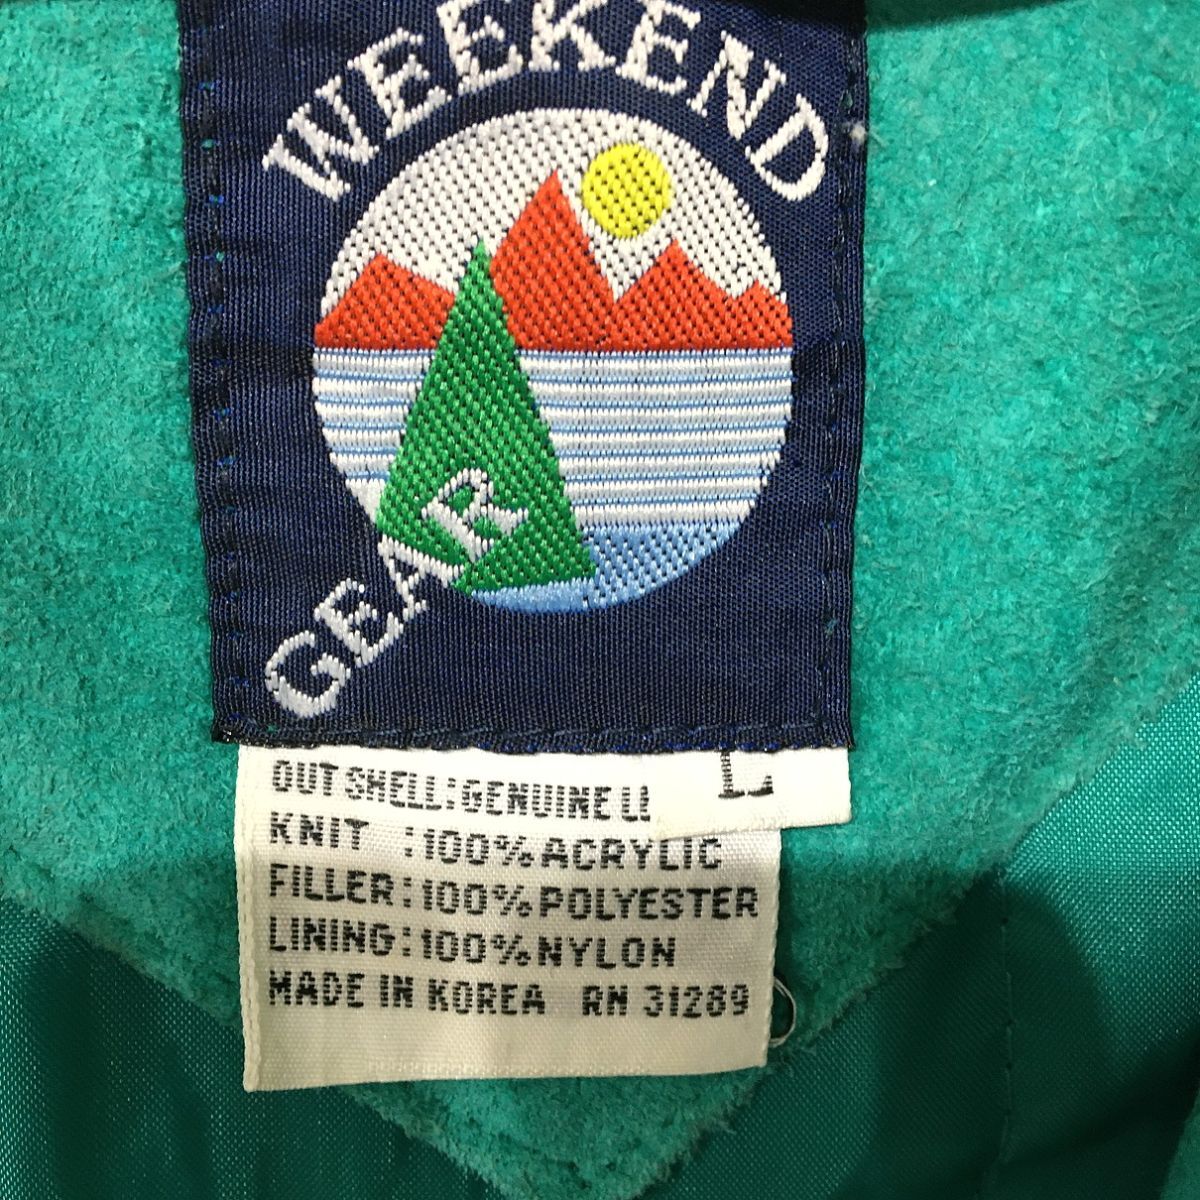 WEEKEND
GEAR
L
OUT SHELL:GENUINE
KNIT :100% ACRYLIC
FILLER:100% POLYESTER
LINING:100% NYLON
MADE IN KOREA RN 31289